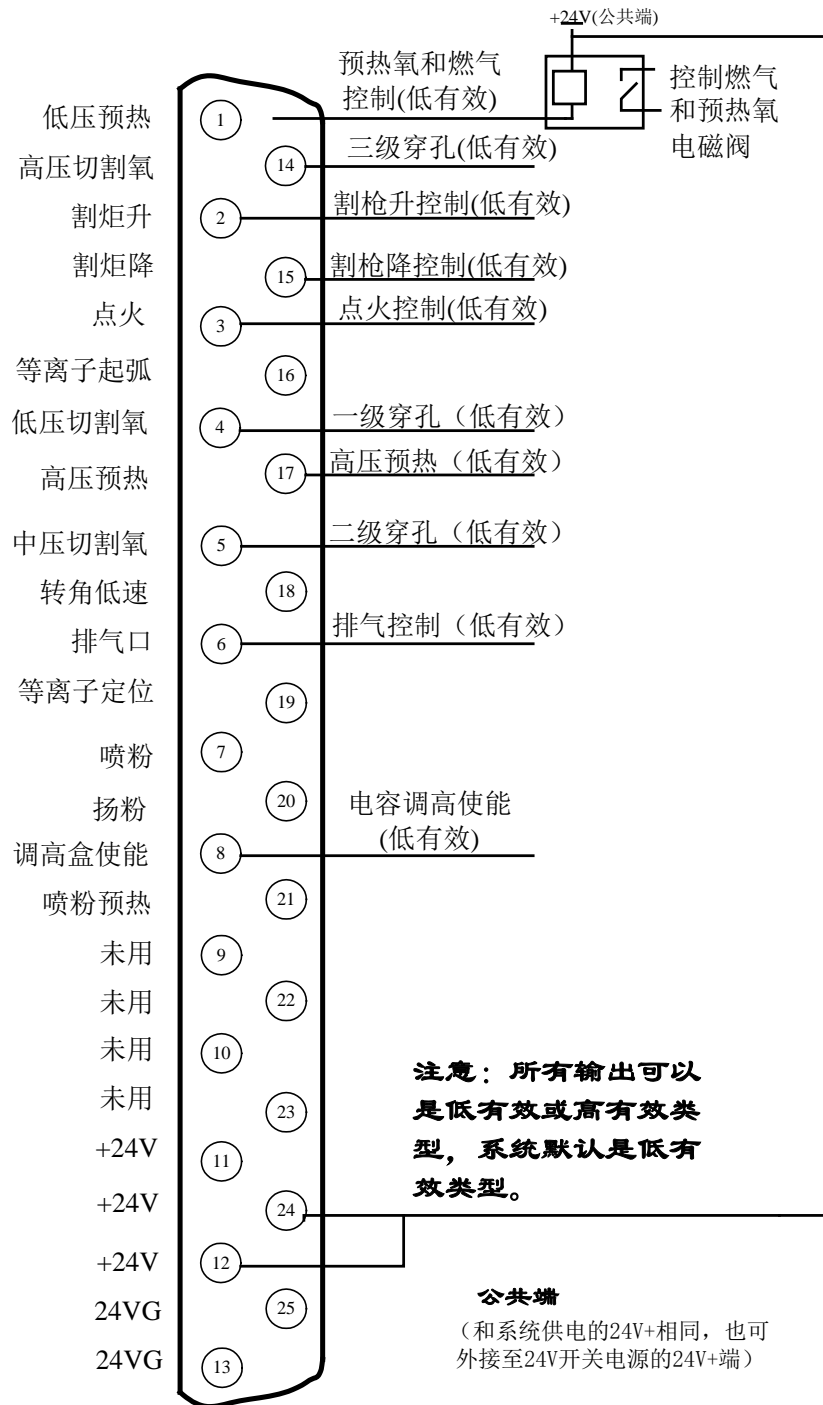 +24V(公共端)
预热氧和燃气
控制(低有效)
控制燃气
和预热氧
电磁阀
低压预热
1
高压切割氧
14
三级穿孔(低有效)
割炬升
2
割枪升控制(低有效)
割炬降
15
割枪降控制(低有效)
点火
3
点火控制(低有效)
等离子起弧
16
低压切割氧
4
一级穿孔（低有效）
高压预热
17
高压预热（低有效）
中压切割氧
5
二级穿孔（低有效）
转角低速
18
排气口
6
排气控制（低有效）
等离子定位
19
喷粉
7
扬粉
20
电容调高使能
(低有效)
调高盒使能
8
喷粉预热
21
未用
9
未用
22
未用
10
未用
23
注意：所有输出可以
是低有效或高有效类
型，系统默认是低有
效类型。
+24V
11
+24V
24
+24V
12
24VG
25
24VG
13
公共端
（和系统供电的24V+相同，也可
外接至24V开关电源的24V+端）